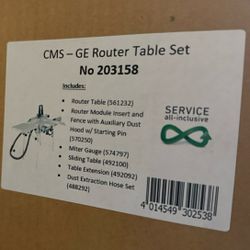 CMS – GE Router Table Set
No 203158
Includes:
• Router Table (561232)
• Router Module Insert and
Fence with Auxiliary Dust
Hood w/ Starting Pin
(570250)
• Miter Gauge (574797)
• Sliding Table (492100)
• Table Extension (492092)
• Dust Extraction Hose Set
(488292)
SERVICE
all-inclusive
4 014549 302538